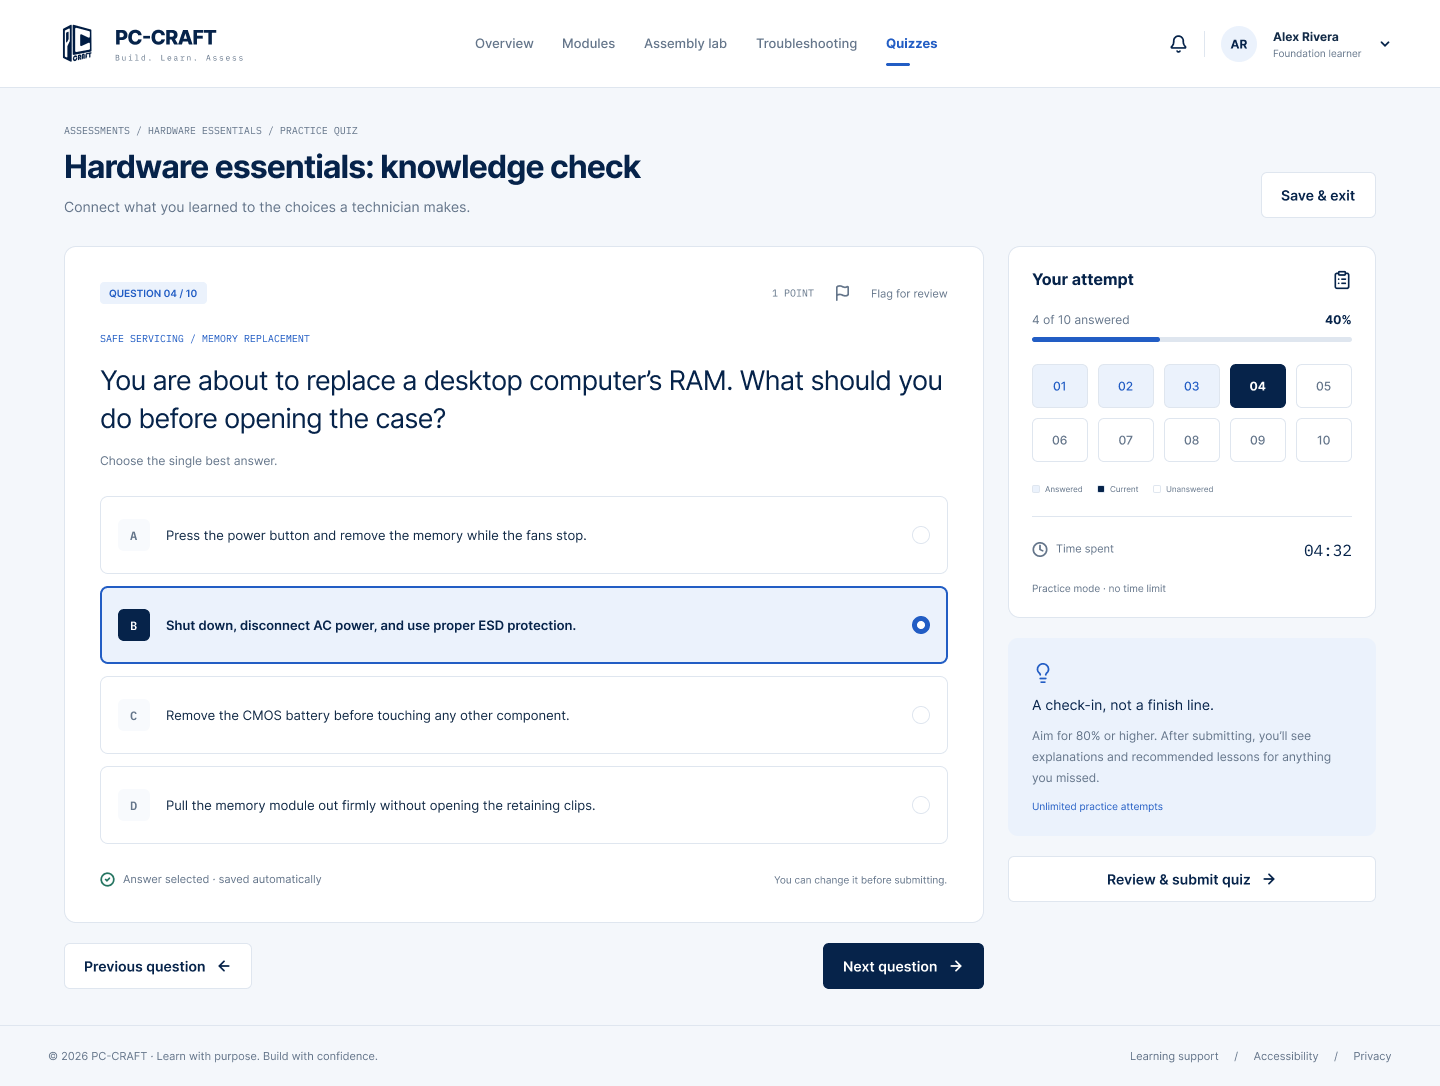 CRAFT
PC-CRAFT
Build. Learn. Assess
Overview
Modules
Assembly lab
Troubleshooting
Quizzes
AR
Alex Rivera
Foundation learner
ASSESSMENTS / HARDWARE ESSENTIALS / PRACTICE QUIZ
Hardware essentials: knowledge check
Connect what you learned to the choices a technician makes.
Save & exit
QUESTION 04 / 10
1 POINT
Flag for review
SAFE SERVICING / MEMORY REPLACEMENT
You are about to replace a desktop computer’s RAM. What should you
do before opening the case?
Choose the single best answer.
A
Press the power button and remove the memory while the fans stop.
B
Shut down, disconnect AC power, and use proper ESD protection.
C
Remove the CMOS battery before touching any other component.
D
Pull the memory module out firmly without opening the retaining clips.
Answer selected · saved automatically
You can change it before submitting.
Previous question
Next question
Your attempt
4 of 10 answered
40%
01
02
03
04
05
06
07
08
09
10
Answered
Current
Unanswered
Time spent
04:32
Practice mode · no time limit
A check-in, not a finish line.
Aim for 80% or higher. After submitting, you’ll see
explanations and recommended lessons for anything
you missed.
Unlimited practice attempts
Review & submit quiz
© 2026 PC-CRAFT · Learn with purpose. Build with confidence.
Learning support / Accessibility / Privacy